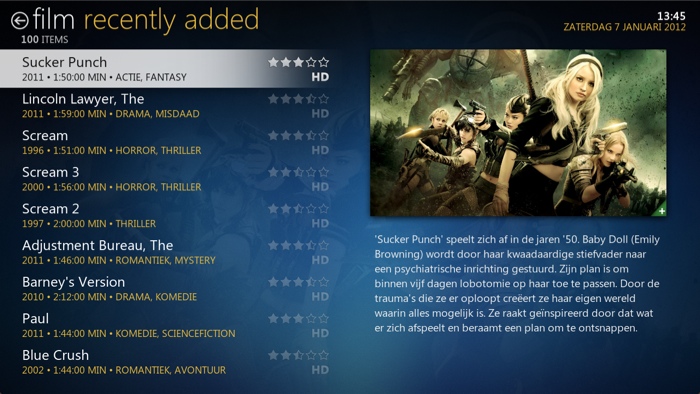 film recently added
100 ITEMS
13:45
ZATERDAG 7 JANUARI 2012
Sucker Punch
2011 • 1:50:00 MIN • ACTIE, FANTASY
HD
Lincoln Lawyer, The
2011 • 1:59:00 MIN • DRAMA, MISDAAD
HD
Scream
1996 • 1:51:00 MIN • HORROR, THRILLER
HD
Scream 3
2000 • 1:56:00 MIN • HORROR, THRILLER
HD
Scream 2
1997 • 2:00:00 MIN • THRILLER
HD
Adjustment Bureau, The
2011 • 1:46:00 MIN • ROMANTIEK, MYSTERY
HD
Barney's Version
2010 • 2:12:00 MIN • DRAMA, KOMEDIE
HD
Paul
2011 • 1:44:00 MIN • KOMEDIE, SCIENCEFICTION
HD
Blue Crush
2002 • 1:44:00 MIN • ROMANTIEK, AVONTUUR
HD
'Sucker Punch' speelt zich af in de jaren '50. Baby Doll (Emily
Browning) wordt door haar kwaadaardige stiefvader naar
een psychiatrische inrichting gestuurd. Zijn plan is om
binnen vijf dagen lobotomie op haar toe te passen. Door de
trauma's die ze er oploopt creëert ze haar eigen wereld
waarin alles mogelijk is. Ze raakt geïnspireerd door dat wat
er zich afspeelt en beraamt een plan om te ontsnappen.